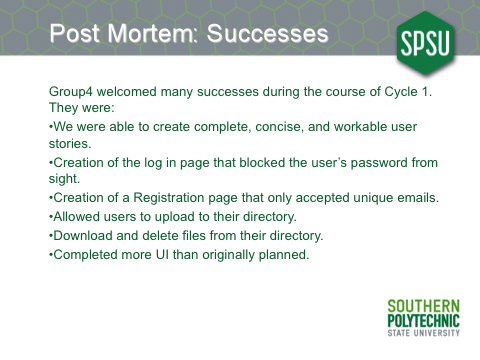 Post Mortem: Successes
SPSU
Group4 welcomed many successes during the course of Cycle 1.
They were:
•We were able to create complete, concise, and workable user
stories.
•Creation of the log in page that blocked the user’s password from
sight.
•Creation of a Registration page that only accepted unique emails.
•Allowed users to upload to their directory.
•Download and delete files from their directory.
•Completed more UI than originally planned.
SOUTHERN
POLYTECHNIC
STATE UNIVERSITY